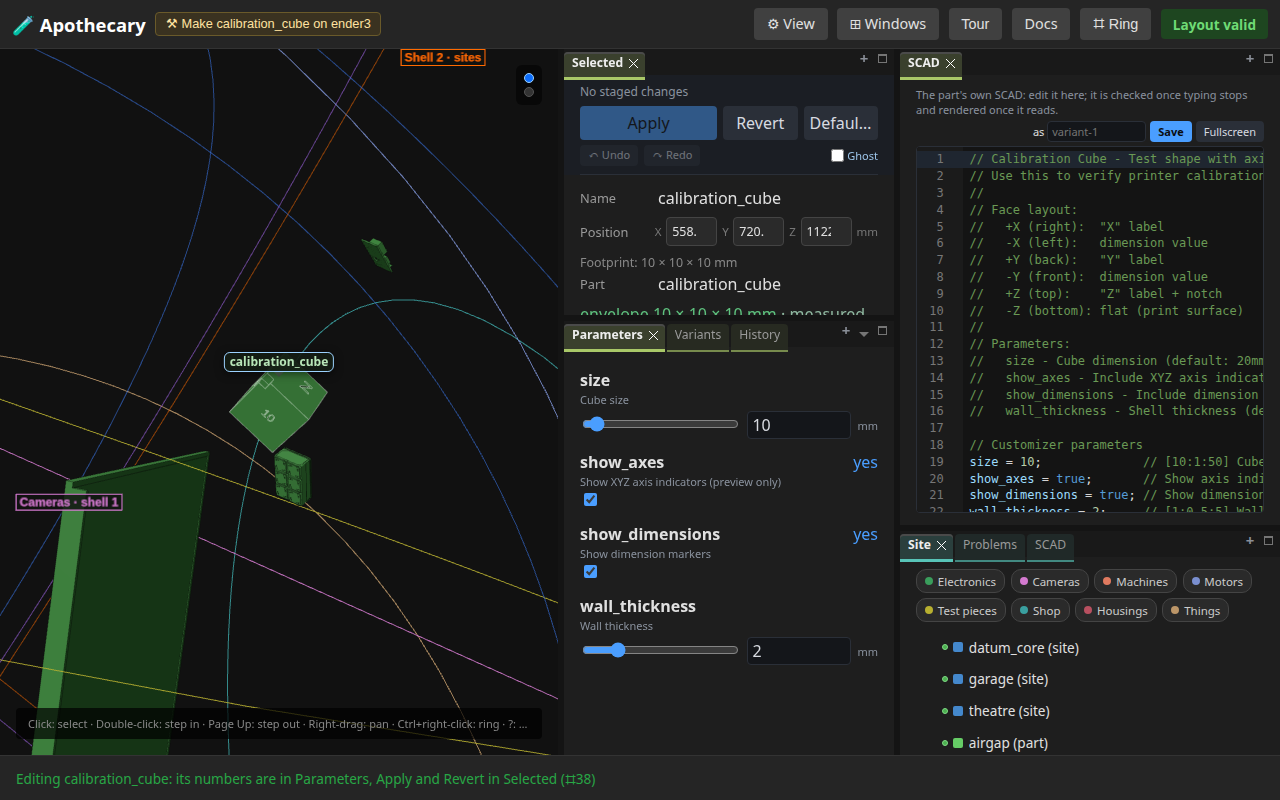 🧪 Apothecary
⚒ Make calibration_cube on ender3
⚙ View
⊞ Windows
Tour
Docs
⌗ Ring
Layout valid
Shell 2 · sites
calibration_cube
10
Cameras · shell 1
Click: select · Double-click: step in · Page Up: step out · Right-drag: pan · Ctrl+right-click: ring · ?: ...
Selected
No staged changes
Apply
Revert
Defaul...
↶ Undo
↷ Redo
Ghost
Name calibration_cube
Position X 558. Y 720. Z 1122 mm
Footprint: 10 × 10 × 10 mm
Part calibration_cube
envelope 10 × 10 × 10 mm · measured
Parameters
Variants
History
size
Cube size
10 mm
show_axes yes
Show XYZ axis indicators (preview only)
show_dimensions yes
Show dimension markers
wall_thickness
Wall thickness
2 mm
SCAD
The part's own SCAD: edit it here; it is checked once typing stops
and rendered once it reads.
as variant-1 Save Fullscreen
1 // Calibration Cube - Test shape with axi
2 // Use this to verify printer calibration
3 //
4 // Face layout:
5 //   +X (right):  "X" label
6 //   -X (left):   dimension value
7 //   +Y (back):   "Y" label
8 //   -Y (front):  dimension value
9 //   +Z (top):    "Z" label + notch
10 //   -Z (bottom): flat (print surface)
11 //
12 // Parameters:
13 //   size - Cube dimension (default: 20mm
14 //   show_axes - Include XYZ axis indicat
15 //   show_dimensions - Include dimension
16 //   wall_thickness - Shell thickness (de
17
18 // Customizer parameters
19 size = 10;              // [10:1:50] Cube
20 show_axes = true;       // Show axis indi
21 show_dimensions = true; // Show dimension
22 wall_thickness = 2;     // [1:0.5:5] Wall
Site
Problems
SCAD
Electronics
Cameras
Machines
Motors
Test pieces
Shop
Housings
Things
datum_core (site)
garage (site)
theatre (site)
airgap (part)
Editing calibration_cube: its numbers are in Parameters, Apply and Revert in Selected (⌗38)